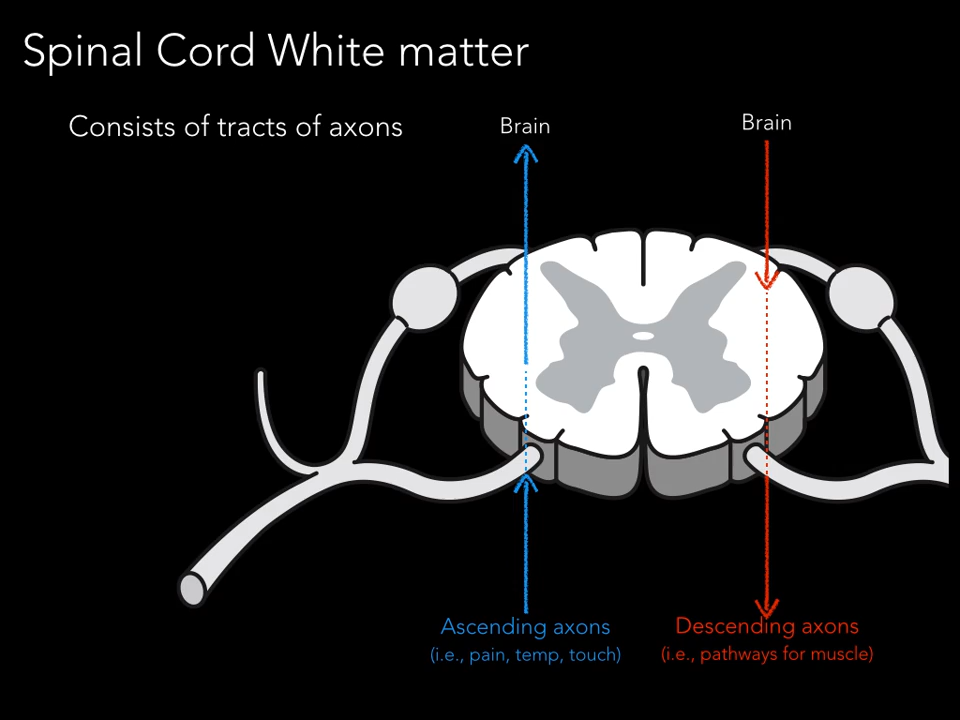 Spinal Cord White matter
Consists of tracts of axons
Brain
Brain
Ascending axons
(i.e., pain, temp, touch)
Descending axons
(i.e., pathways for muscle)